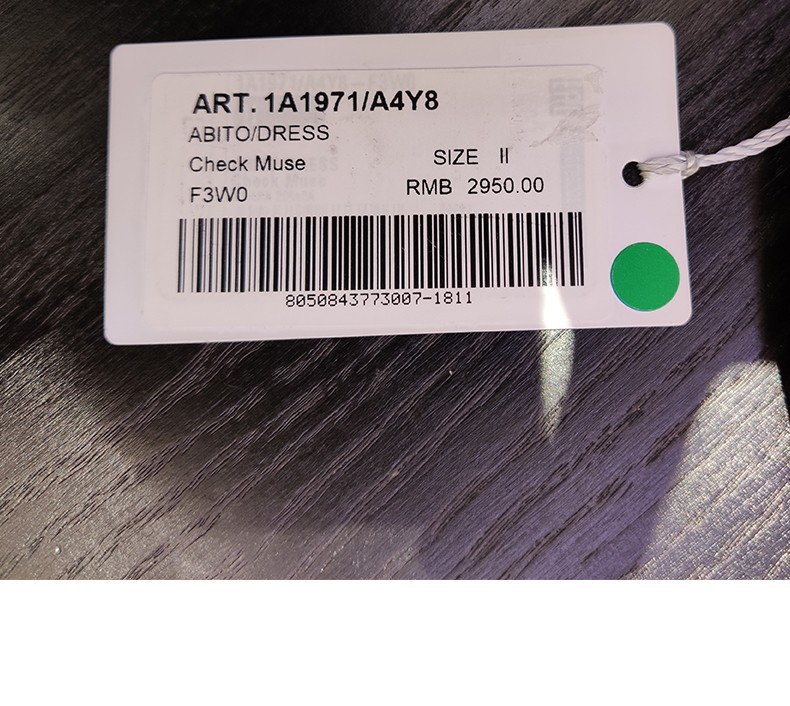 ART. 1A1971/A4Y8
ABITO/DRESS
Check Muse SIZE II
F3W0 RMB 2950.00
8050843773007-1811